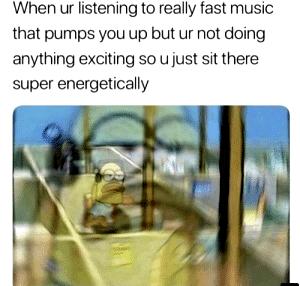 When ur listening to really fast music
that pumps you up but ur not doing
anything exciting so u just sit there
super energetically